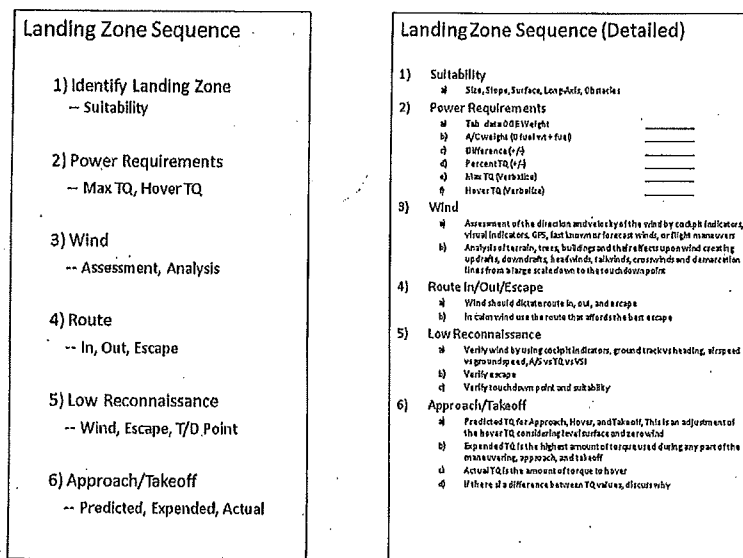 Landing Zone Sequence
1) Identify Landing Zone
-- Suitability
2) Power Requirements
-- Max TQ, Hover TQ
3) Wind
-- Assessment, Analysis
4) Route
-- In, Out, Escape
5) Low Reconnaissance
-- Wind, Escape, T/D Point
6) Approach/Takeoff
-- Predicted, Expended, Actual
Landing Zone Sequence (Detailed)
1) Suitability
a) Size, Slope, Surface, Long-Axis, Obstacles
2) Power Requirements
a) Tab data OGE Weight
b) A/C weight (0 fuel wt + fuel)
c) Difference (+/-)
d) Percent TQ (+/-)
e) Max TQ (Verbalize)
f) Hover TQ (Verbalize)
3) Wind
a) Assessment of the direction and velocity of the wind by cockpit indicators,
visual indicators, GPS, last known or forecast winds, or flight maneuvers
b) Analysis of terrain, trees, buildings and their effects upon wind creating
updrafts, downdrafts, headwinds, tailwinds, crosswinds and demarcation
lines from a large scale down to the touchdown point
4) Route In/Out/Escape
a) Wind should dictate route in, out, and escape
b) In calm wind use the route that affords the best escape
5) Low Reconnaissance
a) Verify wind by using cockpit indicators, ground track vs heading, airspeed
vs groundspeed, A/S vs TQ vs VSI
b) Verify escape
c) Verify touchdown point and suitability
6) Approach/Takeoff
a) Predicted TQ for Approach, Hover, and Takeoff, This is an adjustment of
the hover TQ considering level surface and zero wind
b) Expended TQ is the highest amount of torque used during any part of the
maneuvering, approach, and takeoff
c) Actual TQ is the amount of torque to hover
d) If there is a difference between TQ values, discuss why